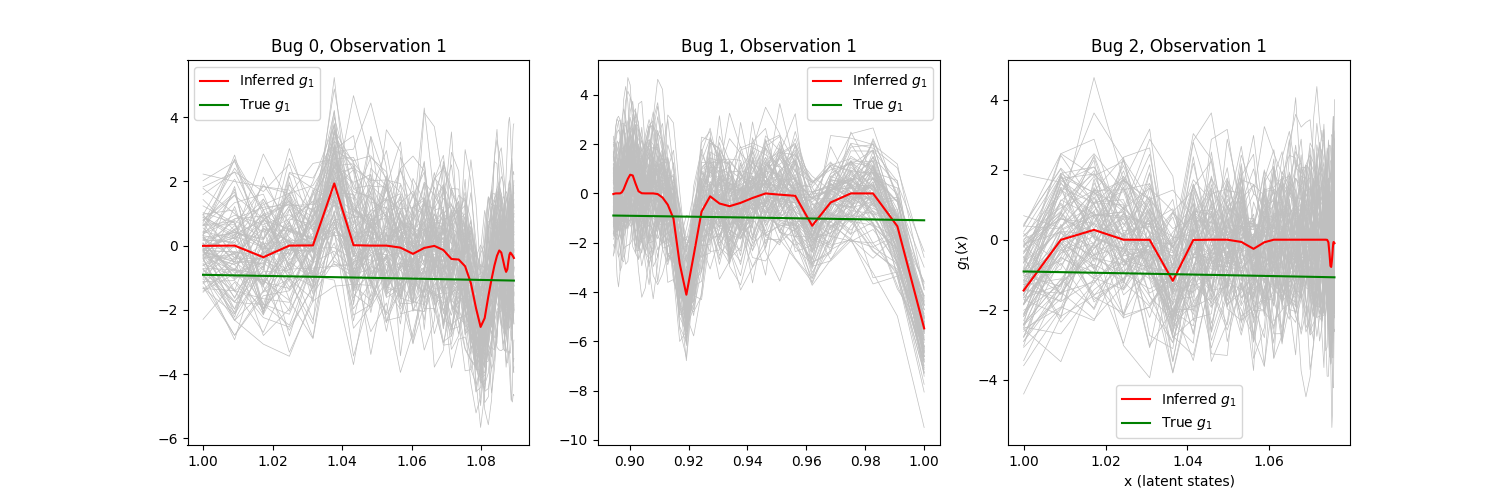 Bug 0, Observation 1
Inferred g₁
True g₁
4
2
0
−2
−4
−6
1.00 1.02 1.04 1.06 1.08
Bug 1, Observation 1
Inferred g₁
True g₁
4
2
0
−2
−4
−6
−8
−10
0.90 0.92 0.94 0.96 0.98 1.00
Bug 2, Observation 1
g₁(x)
4
2
0
−2
−4
Inferred g₁
True g₁
1.00 1.02 1.04 1.06
x (latent states)